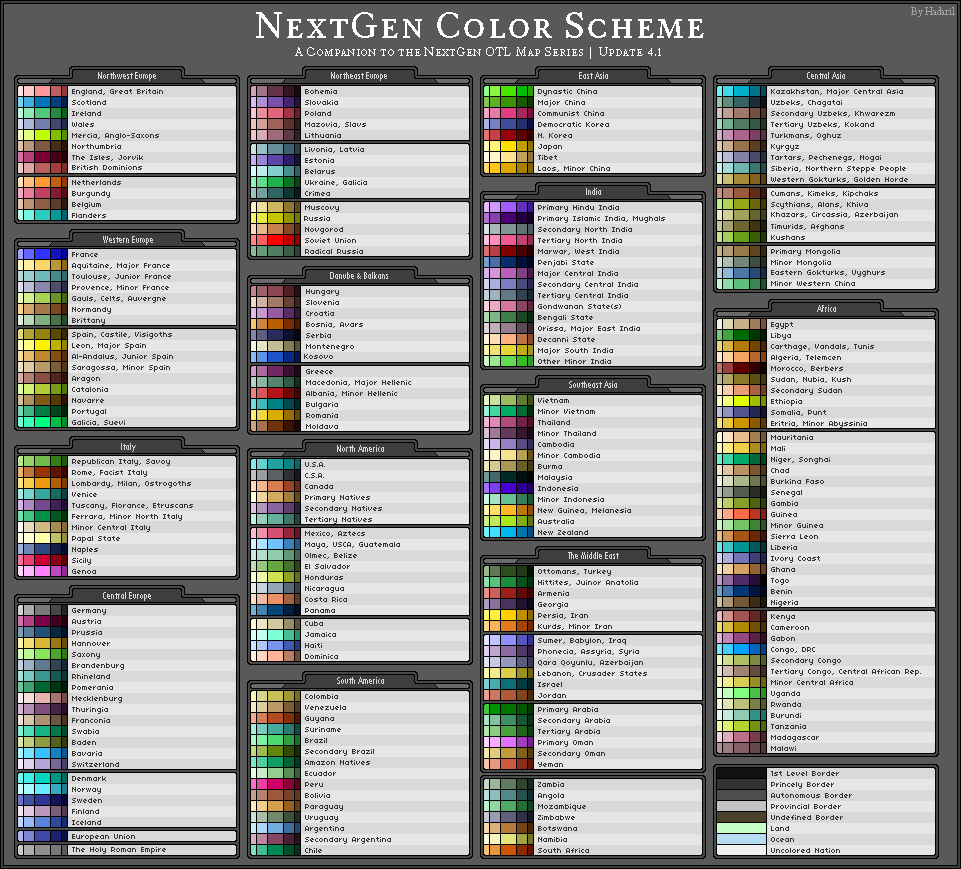 By Hadaril
NextGen Color Scheme
A Companion to the NextGen OTL Map Series | Update 4.1
Northwest Europe
England, Great Britain
Scotland
Ireland
Wales
Mercia, Anglo-Saxons
Northumbria
The Isles, Jorvik
British Dominions
Netherlands
Burgundy
Belgium
Flanders
Western Europe
France
Aquitaine, Major France
Toulouse, Junior France
Provence, Minor France
Gauls, Celts, Auvergne
Normandy
Brittany
Spain, Castile, Visigoths
Leon, Major Spain
Al-Andalus, Junior Spain
Saragossa, Minor Spain
Aragon
Catalonia
Navarre
Portugal
Galicia, Suevi
Italy
Republican Italy, Savoy
Rome, Facist Italy
Lombardy, Milan, Ostrogoths
Venice
Tuscany, Florance, Etruscans
Ferrara, Minor North Italy
Minor Central Italy
Papal State
Naples
Sicily
Genoa
Central Europe
Germany
Austria
Prussia
Hannover
Saxony
Brandenburg
Rhineland
Pomerania
Mecklenburg
Thuringia
Franconia
Swabia
Baden
Bavaria
Switzerland
Denmark
Norway
Sweden
Finland
Iceland
European Union
The Holy Roman Empire
Northeast Europe
Bohemia
Slovakia
Poland
Mazovia, Slavs
Lithuania
Livonia, Latvia
Estonia
Belarus
Ukraine, Galicia
Crimea
Muscovy
Russia
Novgorod
Soviet Union
Radical Russia
Danube & Balkans
Hungary
Slovenia
Croatia
Bosnia, Avars
Serbia
Montenegro
Kosovo
Greece
Macedonia, Major Hellenic
Albania, Minor Hellenic
Bulgaria
Romania
Moldava
North America
U.S.A.
C.S.A.
Canada
Primary Natives
Secondary Natives
Tertiary Natives
Mexico, Aztecs
Maya, USCA, Guatemala
Olmec, Belize
El Salvador
Honduras
Nicaragua
Costa Rica
Panama
Cuba
Jamaica
Haiti
Dominica
South America
Colombia
Venezuela
Guyana
Suriname
Brazil
Secondary Brazil
Amazon Natives
Ecuador
Peru
Bolivia
Paraguay
Uruguay
Argentina
Secondary Argentina
Chile
East Asia
Dynastic China
Major China
Communist China
Democratic Korea
N. Korea
Japan
Tibet
Laos, Minor China
India
Primary Hindu India
Primary Islamic India, Mughals
Secondary North India
Tertiary North India
Marwar, West India
Penjabi State
Major Central India
Secondary Central India
Tertiary Central India
Gondwanan State(s)
Bengali State
Orissa, Major East India
Decanni State
Major South India
Other Minor India
Southeast Asia
Vietnam
Minor Vietnam
Thailand
Minor Thailand
Cambodia
Minor Cambodia
Burma
Malaysia
Indonesia
Minor Indonesia
New Guinea, Melanesia
Australia
New Zealand
The Middle East
Ottomans, Turkey
Hittites, Juinor Anatolia
Armenia
Georgia
Persia, Iran
Kurds, Minor Iran
Sumer, Babylon, Iraq
Phonecia, Assyria, Syria
Qara Qoyunlu, Azerbaijan
Lebanon, Crusader States
Israel
Jordan
Primary Arabia
Secondary Arabia
Tertiary Arabia
Primary Oman
Secondary Oman
Yeman
Zambia
Angola
Mozambique
Zimbabwe
Botswana
Namibia
South Africa
Central Asia
Kazakhstan, Major Central Asia
Uzbeks, Chagatai
Secondary Uzbeks, Khwarezm
Tertiary Uzbeks, Kokand
Turkmans, Oghuz
Kyrgyz
Tartars, Pechenegs, Nogai
Siberia, Northern Steppe People
Western Gokturks, Golden Horde
Cumans, Kimeks, Kipchaks
Scythians, Alans, Khiva
Khazars, Circassia, Azerbaijan
Timurids, Afghans
Kushans
Primary Mongolia
Minor Mongolia
Eastern Gokturks, Uyghurs
Minor Western China
Africa
Egypt
Libya
Carthage, Vandals, Tunis
Algeria, Telemcen
Morocco, Berbers
Sudan, Nubia, Kush
Secondary Sudan
Ethiopia
Somalia, Punt
Eritria, Minor Abyssinia
Mauritania
Mali
Niger, Songhai
Chad
Burkina Faso
Senegal
Gambia
Guinea
Minor Guinea
Sierra Leon
Liberia
Ivory Coast
Ghana
Togo
Benin
Nigeria
Kenya
Cameroon
Gabon
Congo, DRC
Secondary Congo
Tertiary Congo, Central African Rep.
Minor Central Africa
Uganda
Rwanda
Burundi
Tanzania
Madagascar
Malawi
1st Level Border
Princely Border
Autonomous Border
Provincial Border
Undefined Border
Land
Ocean
Uncolored Nation